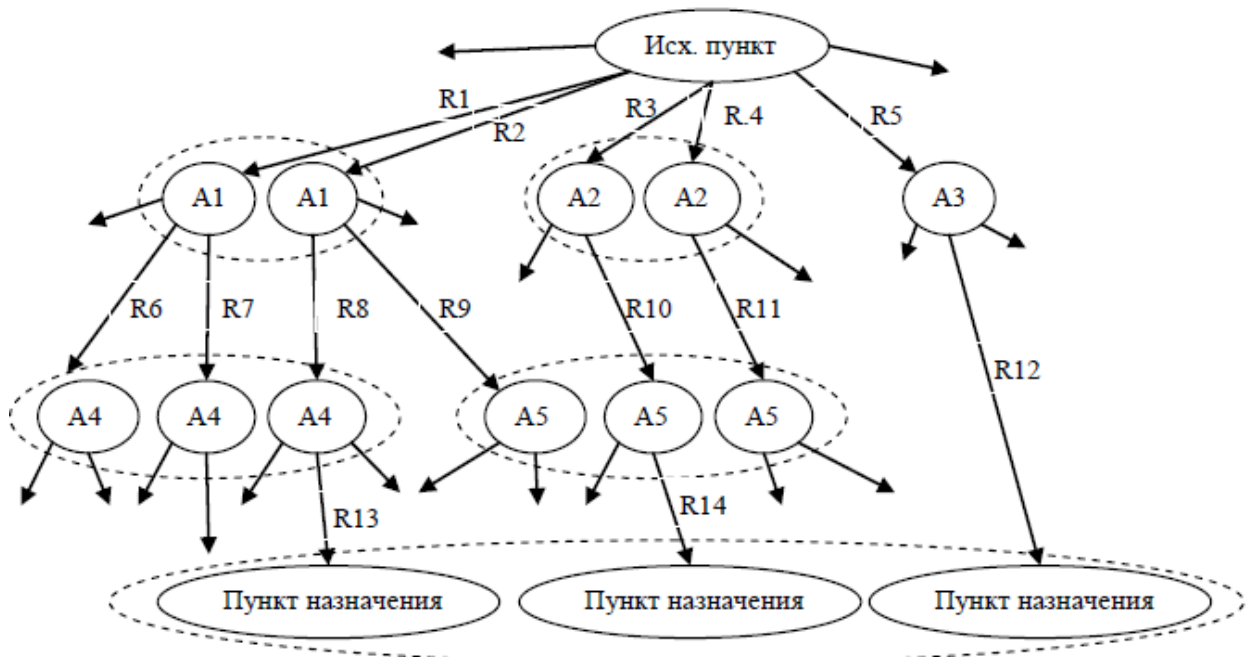 Исх. пункт
R1
R2
R3
R.4
R5
A1
A1
A2
A2
A3
R6
R7
R8
R9
R10
R11
R12
A4
A4
A4
A5
A5
A5
R13
R14
Пункт назначения
Пункт назначения
Пункт назначения